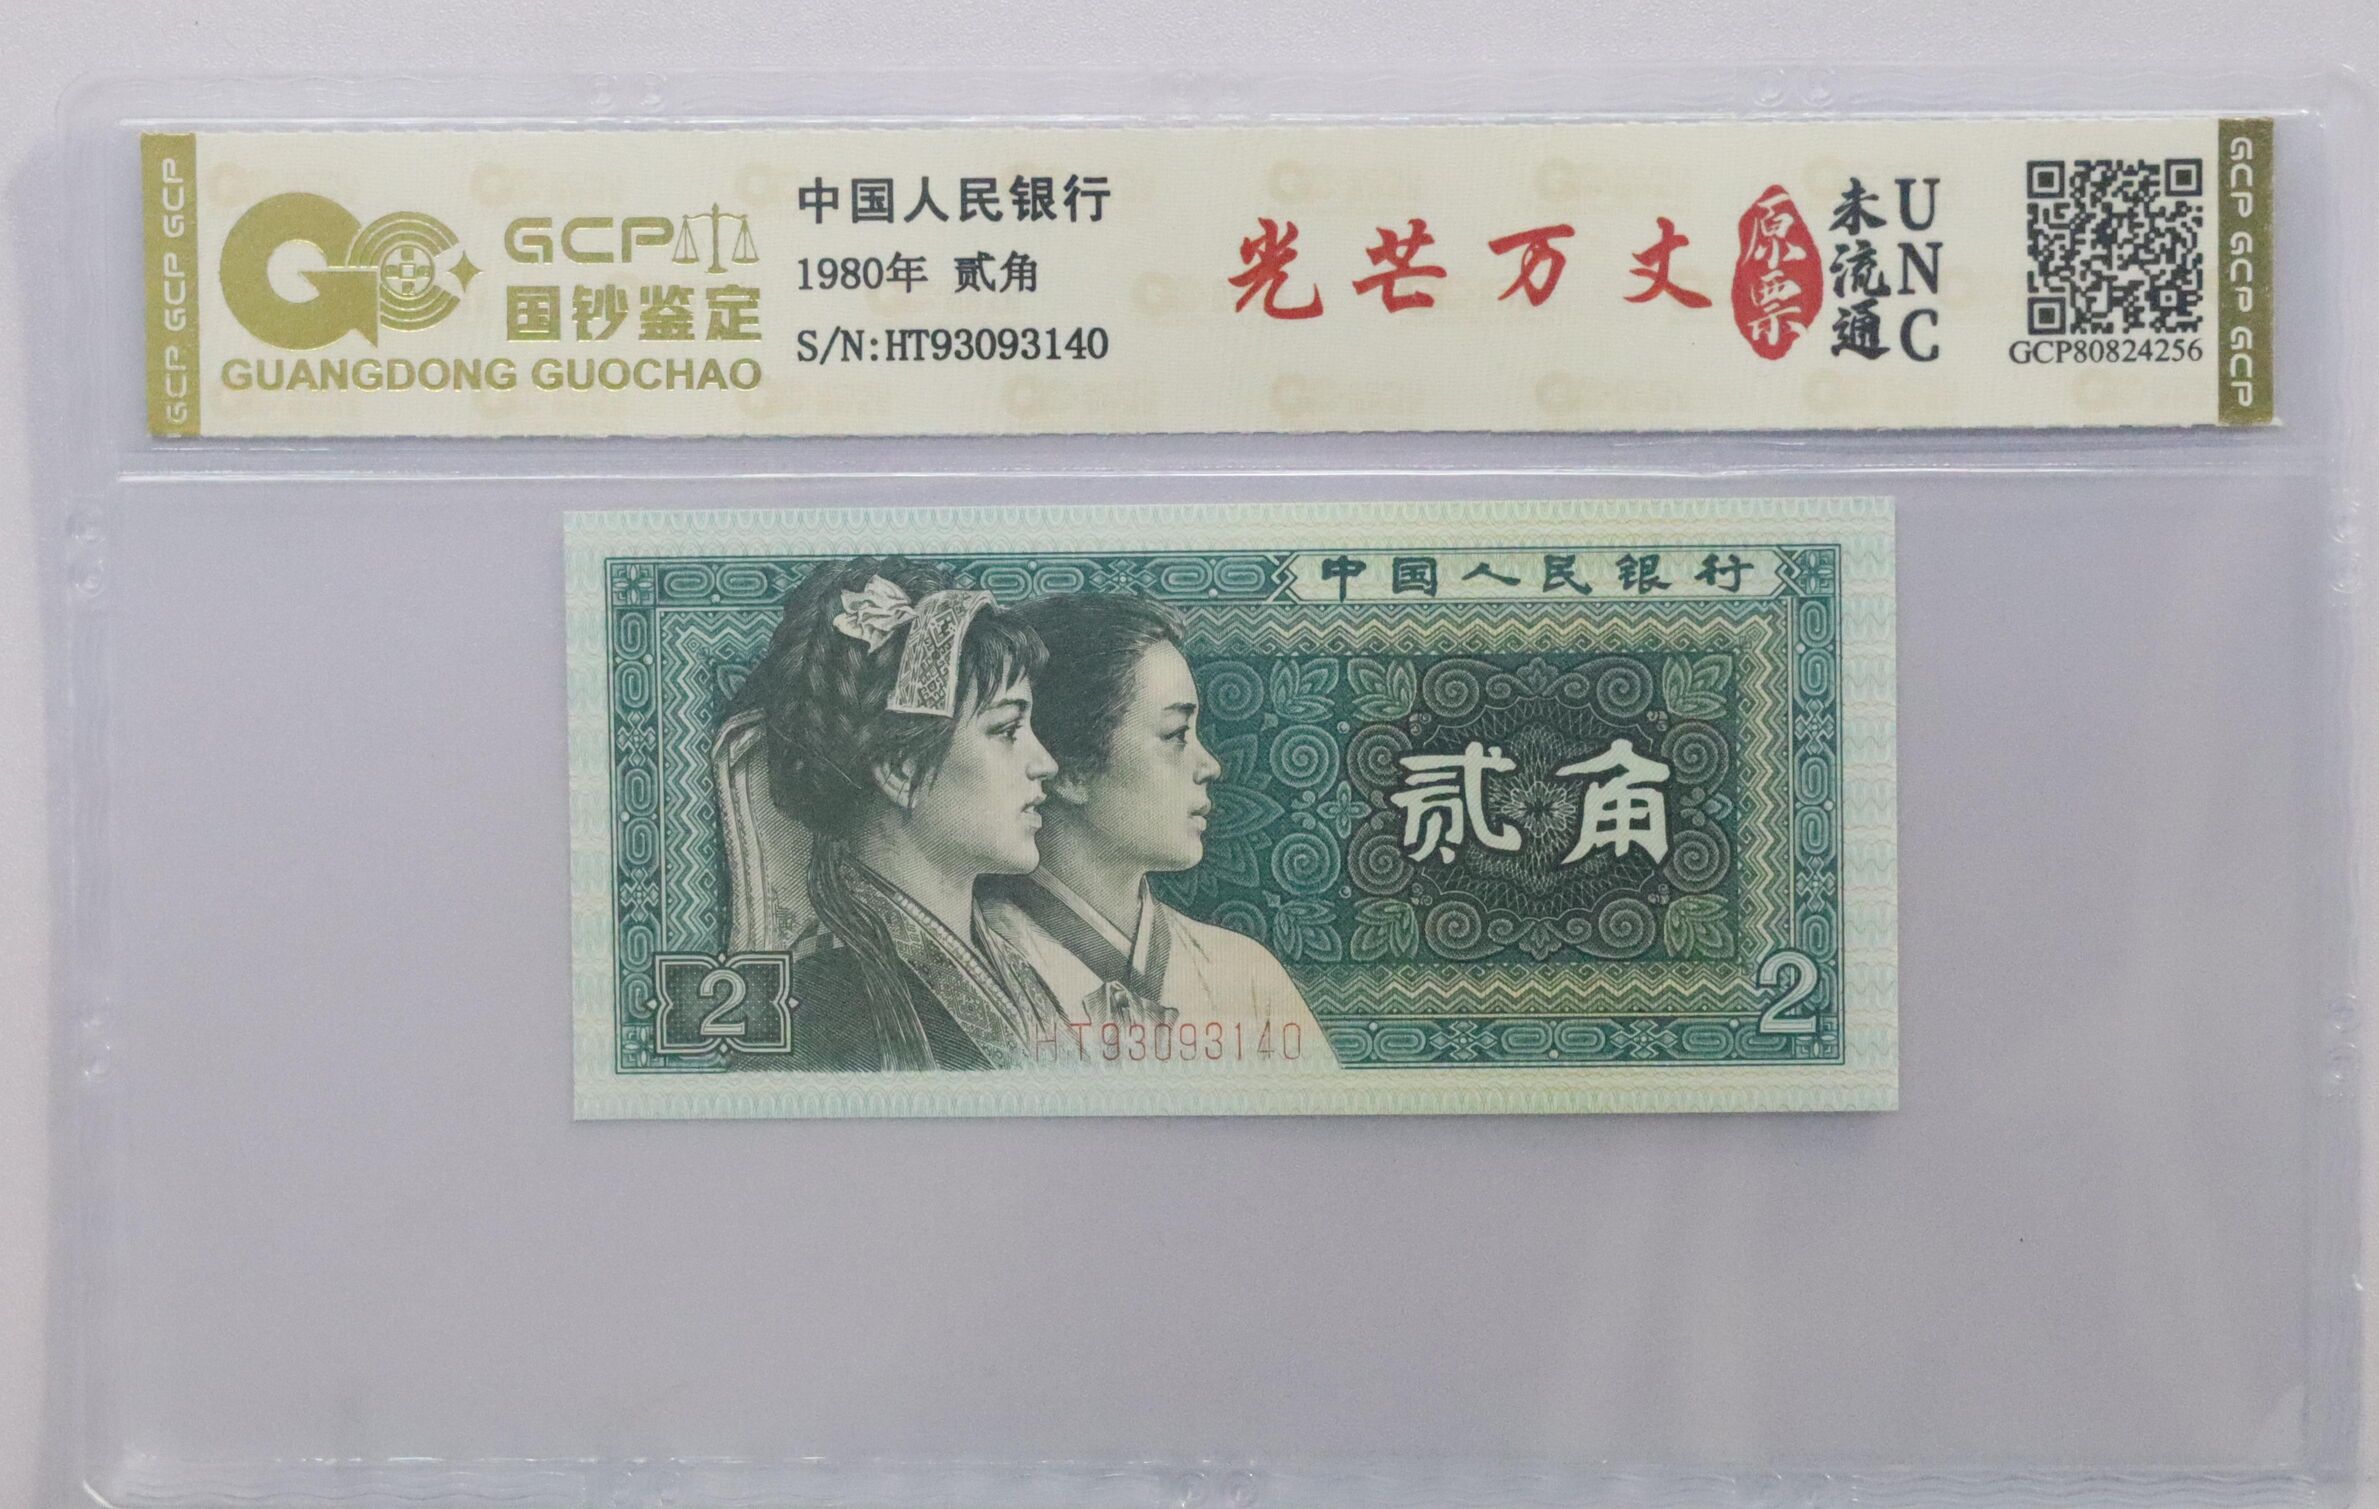 GCP GCP GCP
GCP
国钞鉴定
GUANGDONG GUOCHAO
中国人民银行
1980年 贰角
S/N:HT93093140
光芒万丈
原票
未流通
UNC
GCP80824256
GCP GCP GCP
中国人民银行
贰角
2
2
HT93093140